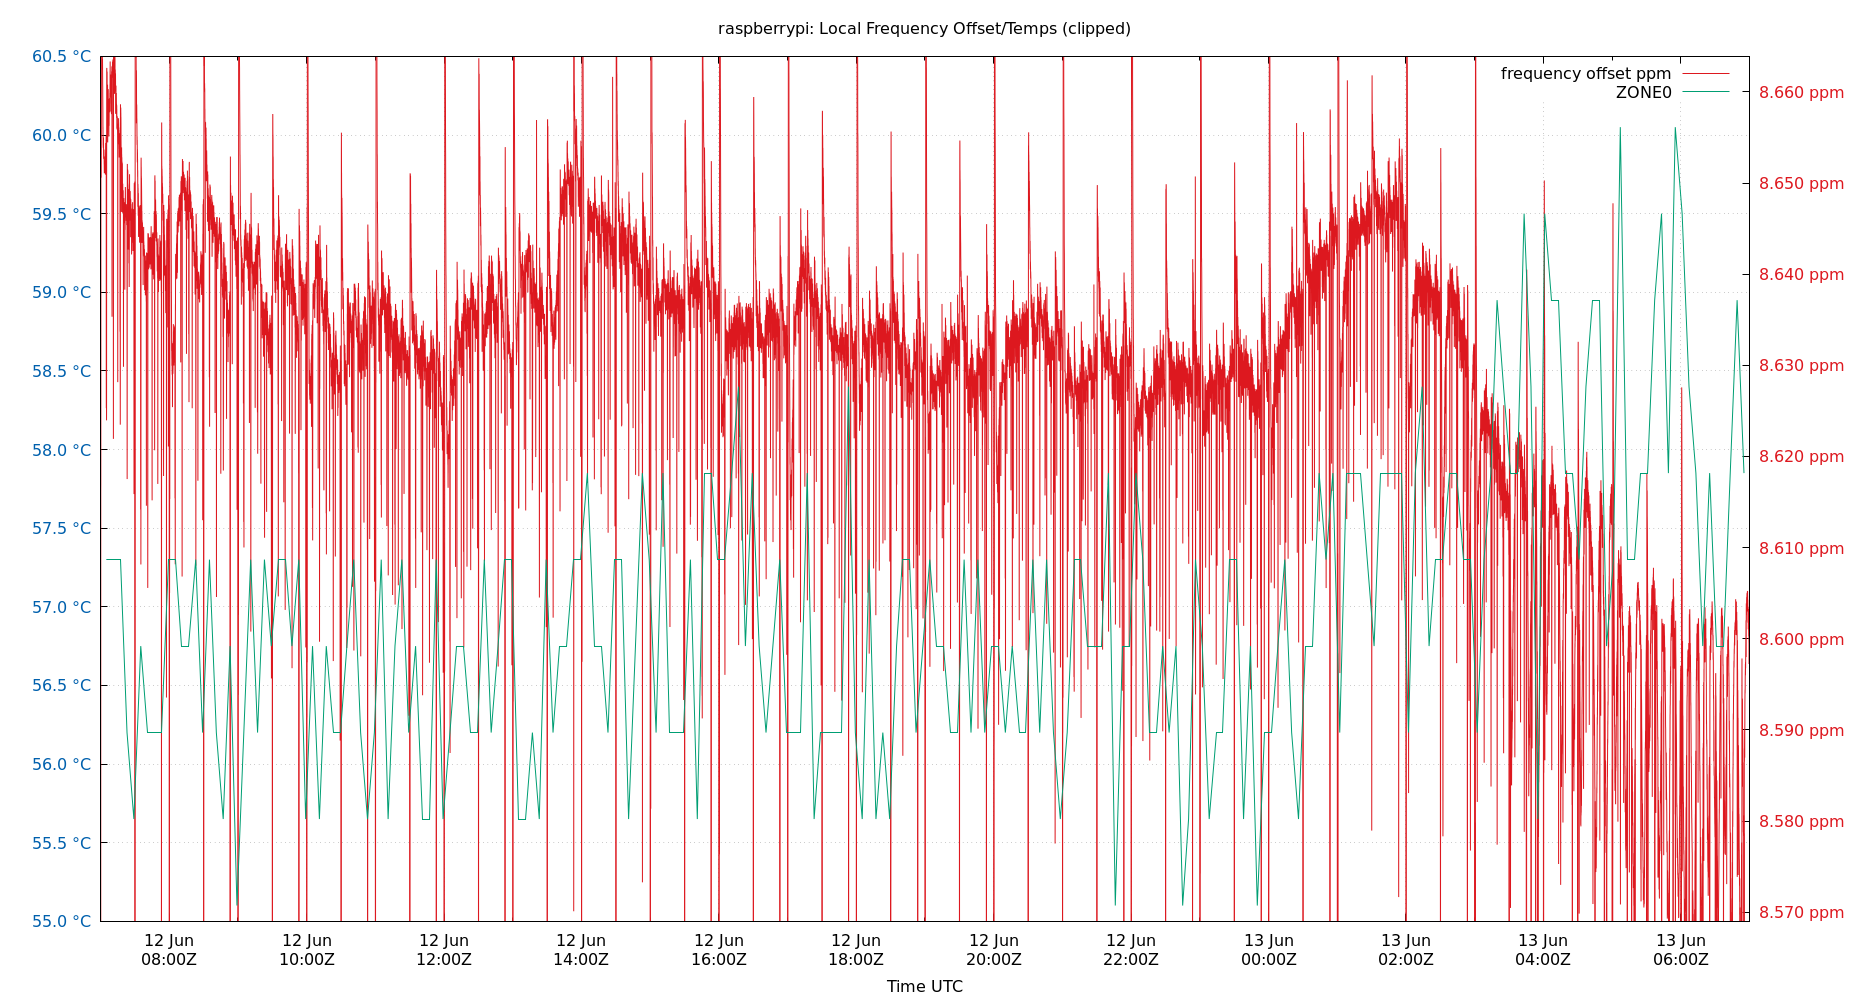 raspberrypi: Local Frequency Offset/Temps (clipped)
frequency offset ppm
ZONE0
60.5 °C
60.0 °C
59.5 °C
59.0 °C
58.5 °C
58.0 °C
57.5 °C
57.0 °C
56.5 °C
56.0 °C
55.5 °C
55.0 °C
8.660 ppm
8.650 ppm
8.640 ppm
8.630 ppm
8.620 ppm
8.610 ppm
8.600 ppm
8.590 ppm
8.580 ppm
8.570 ppm
12 Jun 12 Jun 12 Jun 12 Jun 12 Jun 12 Jun 12 Jun 12 Jun 13 Jun 13 Jun 13 Jun 13 Jun
08:00Z 10:00Z 12:00Z 14:00Z 16:00Z 18:00Z 20:00Z 22:00Z 00:00Z 02:00Z 04:00Z 06:00Z
Time UTC